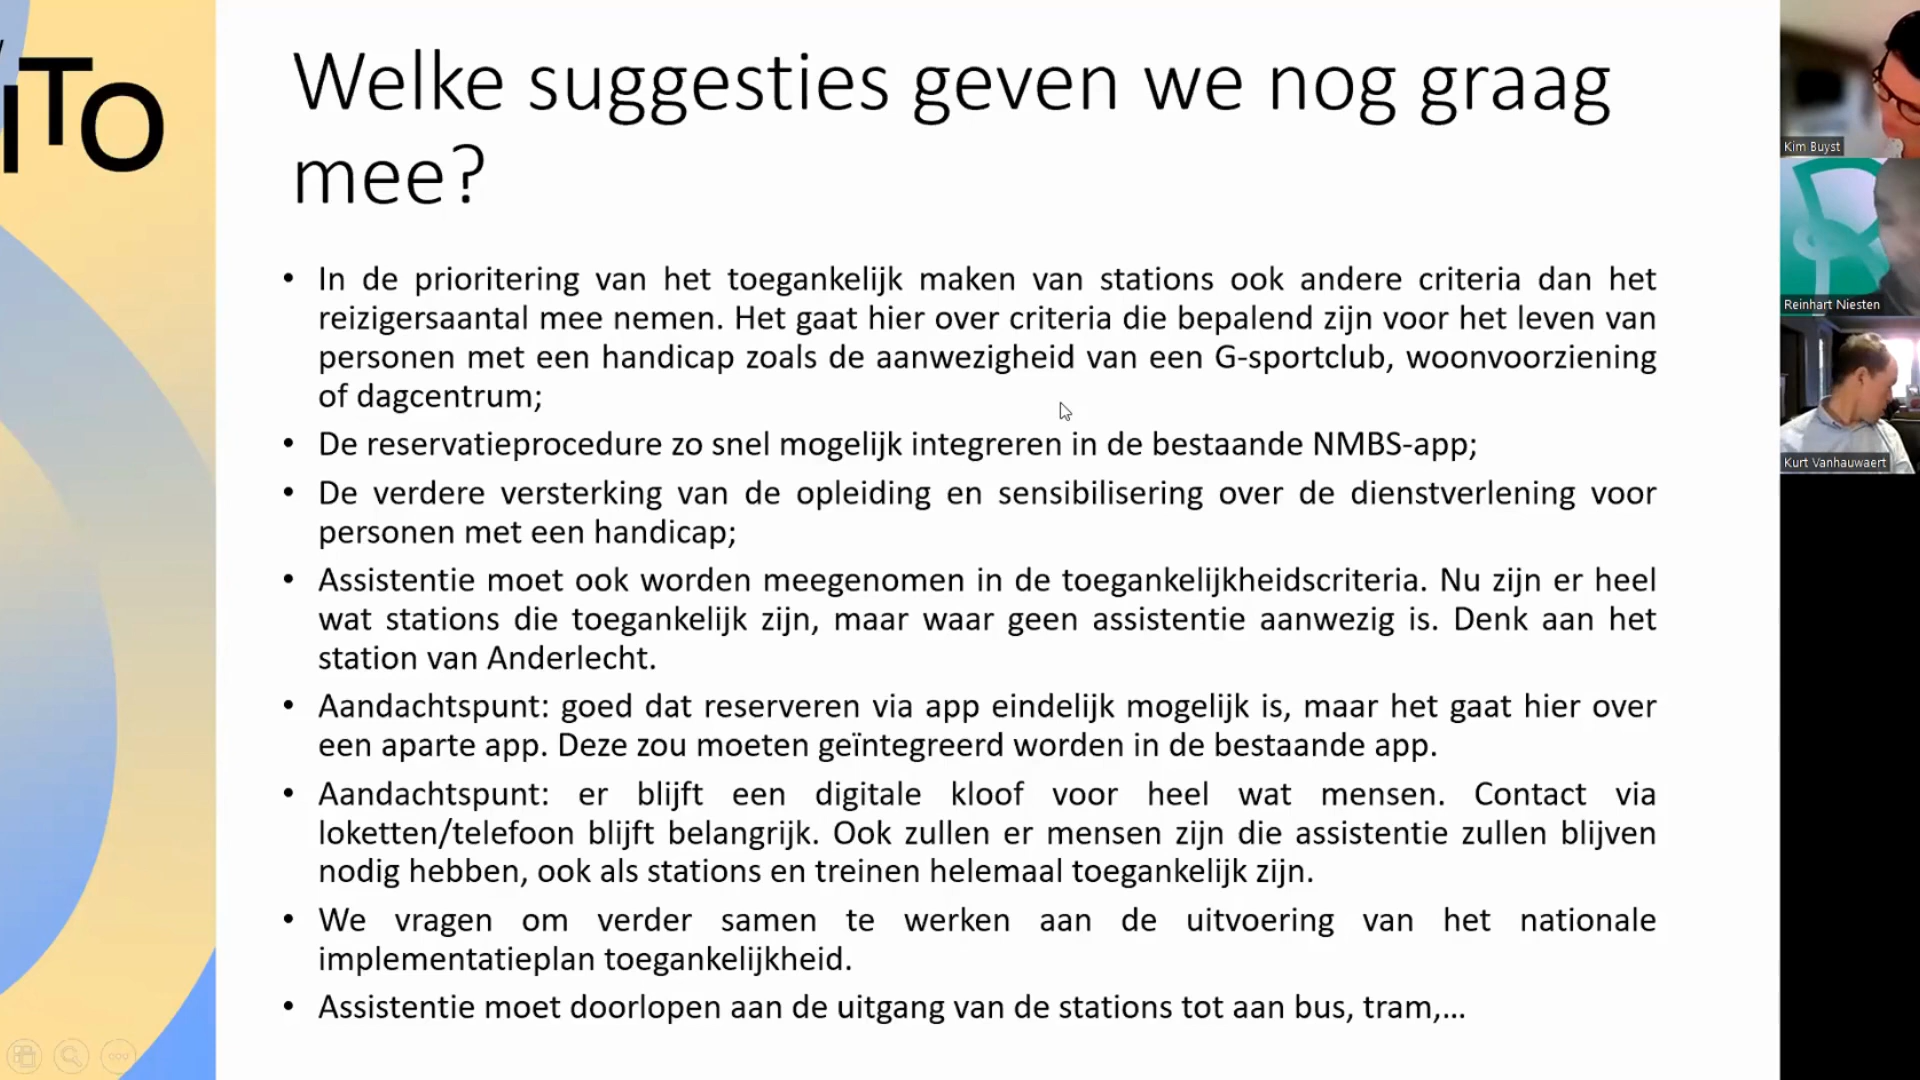 iTo
Welke suggesties geven we nog graag
mee?
• In de prioritering van het toegankelijk maken van stations ook andere criteria dan het
reizigersaantal mee nemen. Het gaat hier over criteria die bepalend zijn voor het leven van
personen met een handicap zoals de aanwezigheid van een G-sportclub, woonvoorziening
of dagcentrum;
• De reservatieprocedure zo snel mogelijk integreren in de bestaande NMBS-app;
• De verdere versterking van de opleiding en sensibilisering over de dienstverlening voor
personen met een handicap;
• Assistentie moet ook worden meegenomen in de toegankelijkheidscriteria. Nu zijn er heel
wat stations die toegankelijk zijn, maar waar geen assistentie aanwezig is. Denk aan het
station van Anderlecht.
• Aandachtspunt: goed dat reserveren via app eindelijk mogelijk is, maar het gaat hier over
een aparte app. Deze zou moeten geïntegreerd worden in de bestaande app.
• Aandachtspunt: er blijft een digitale kloof voor heel wat mensen. Contact via
loketten/telefoon blijft belangrijk. Ook zullen er mensen zijn die assistentie zullen blijven
nodig hebben, ook als stations en treinen helemaal toegankelijk zijn.
• We vragen om verder samen te werken aan de uitvoering van het nationale
implementatieplan toegankelijkheid.
• Assistentie moet doorlopen aan de uitgang van de stations tot aan bus, tram,...
Kim Buyst
Reinhart Niesten
Kurt Vanhauwaert